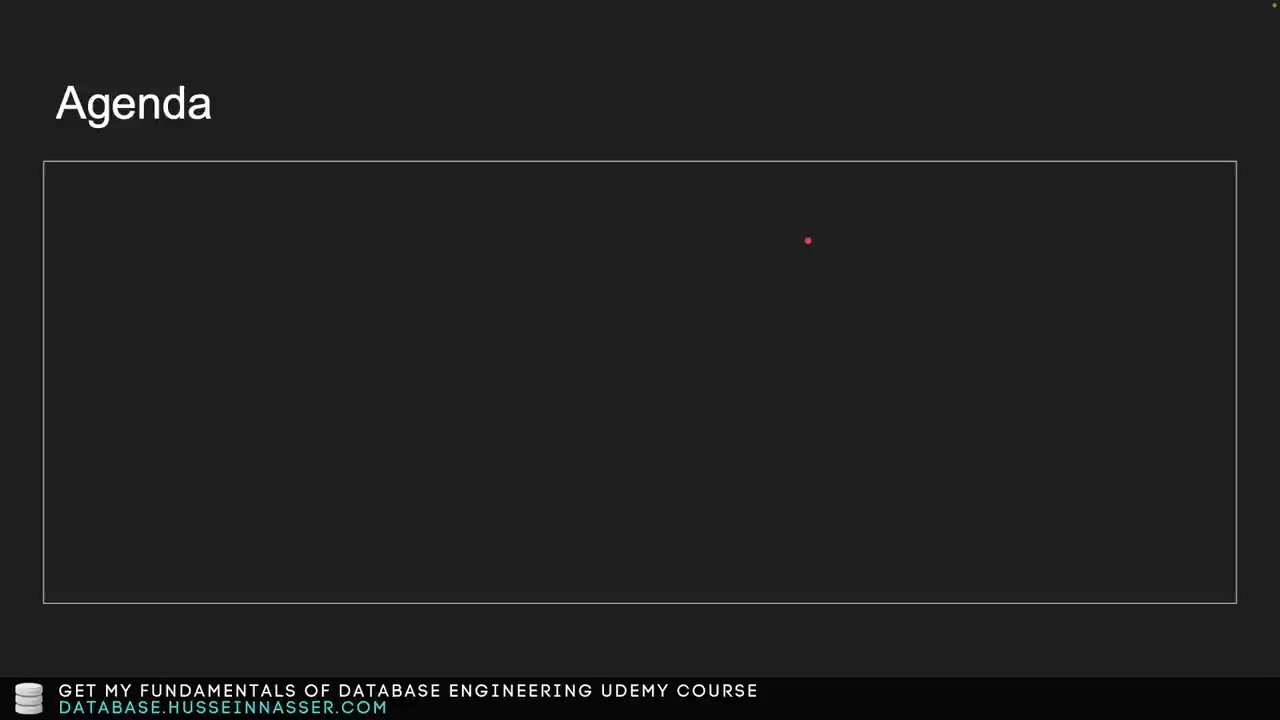 Agenda
GET MY FUNDAMENTALS OF DATABASE ENGINEERING UDEMY COURSE
DATABASE.HUSSEINNASSER.COM